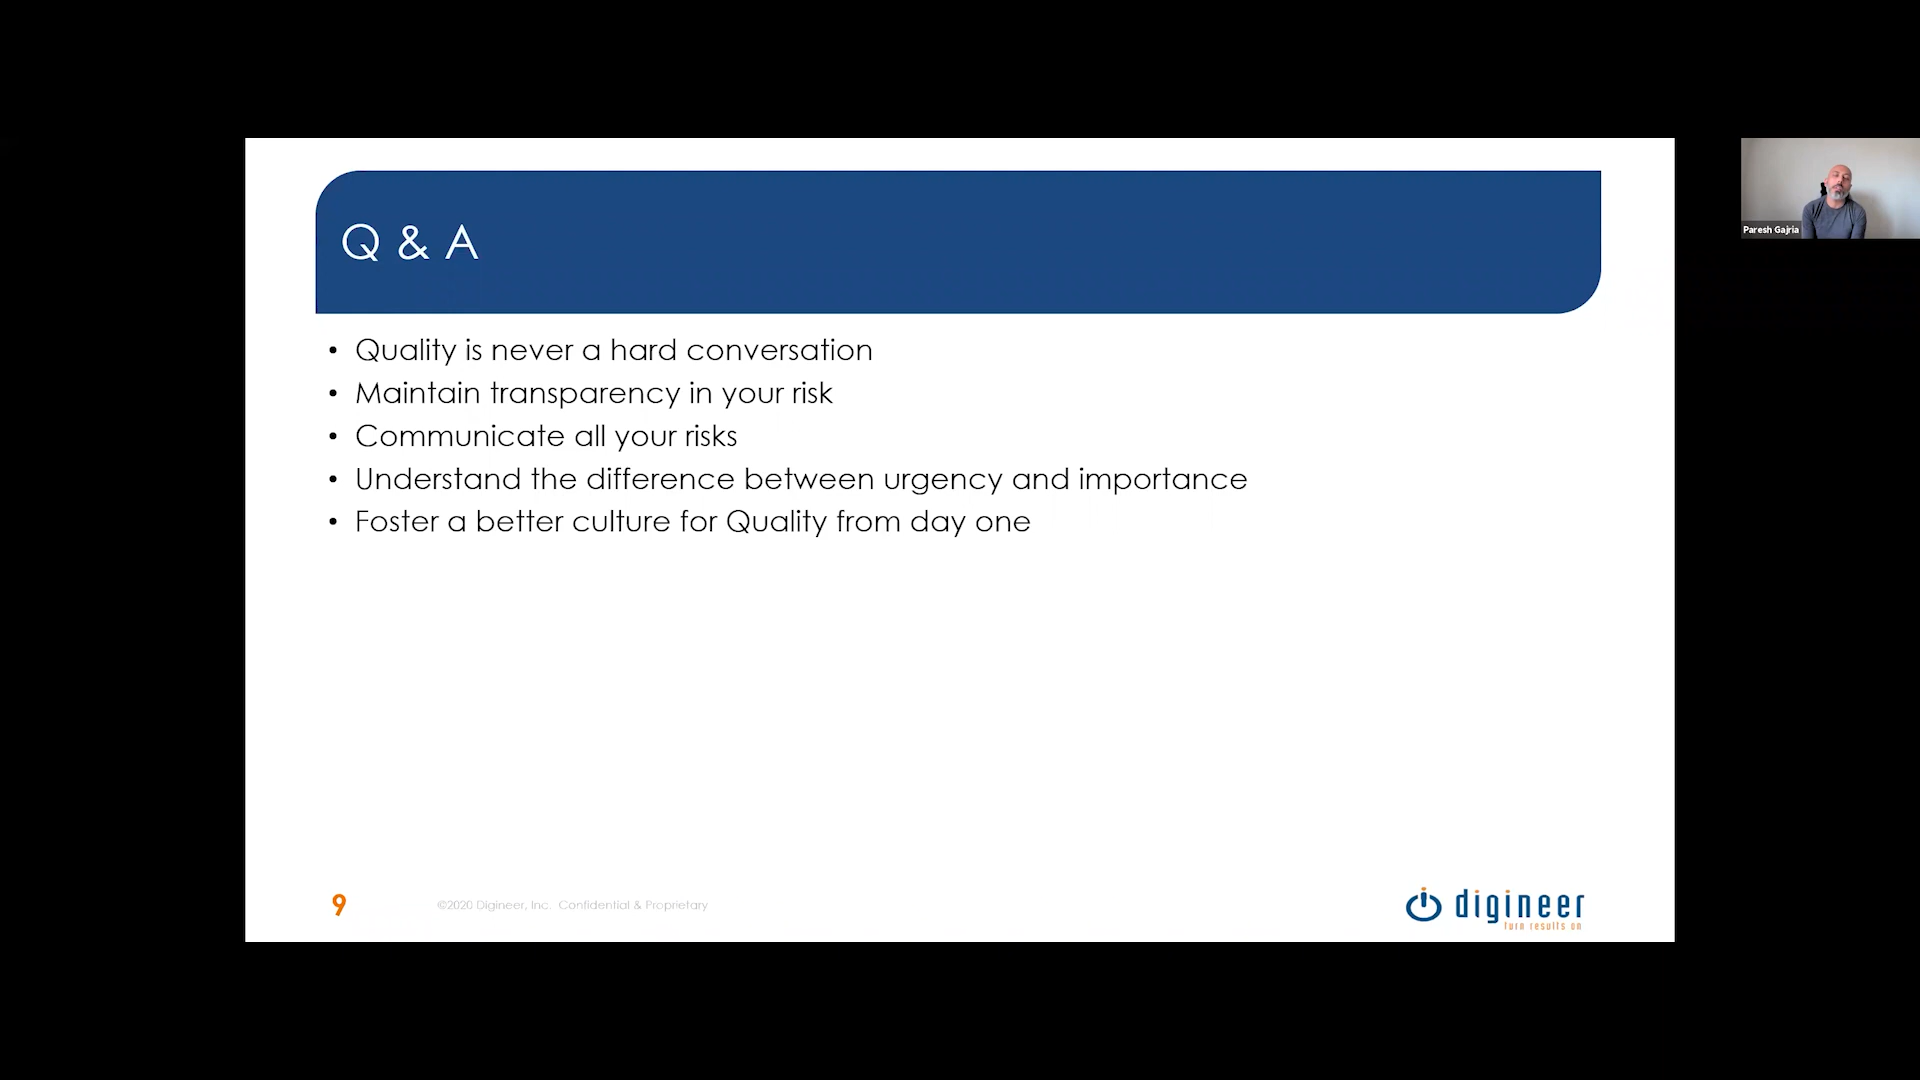 Q & A
• Quality is never a hard conversation
• Maintain transparency in your risk
• Communicate all your risks
• Understand the difference between urgency and importance
• Foster a better culture for Quality from day one
9
©2020 Digineer, Inc. Confidential & Proprietary
digineer
turn results on
Paresh Gajria